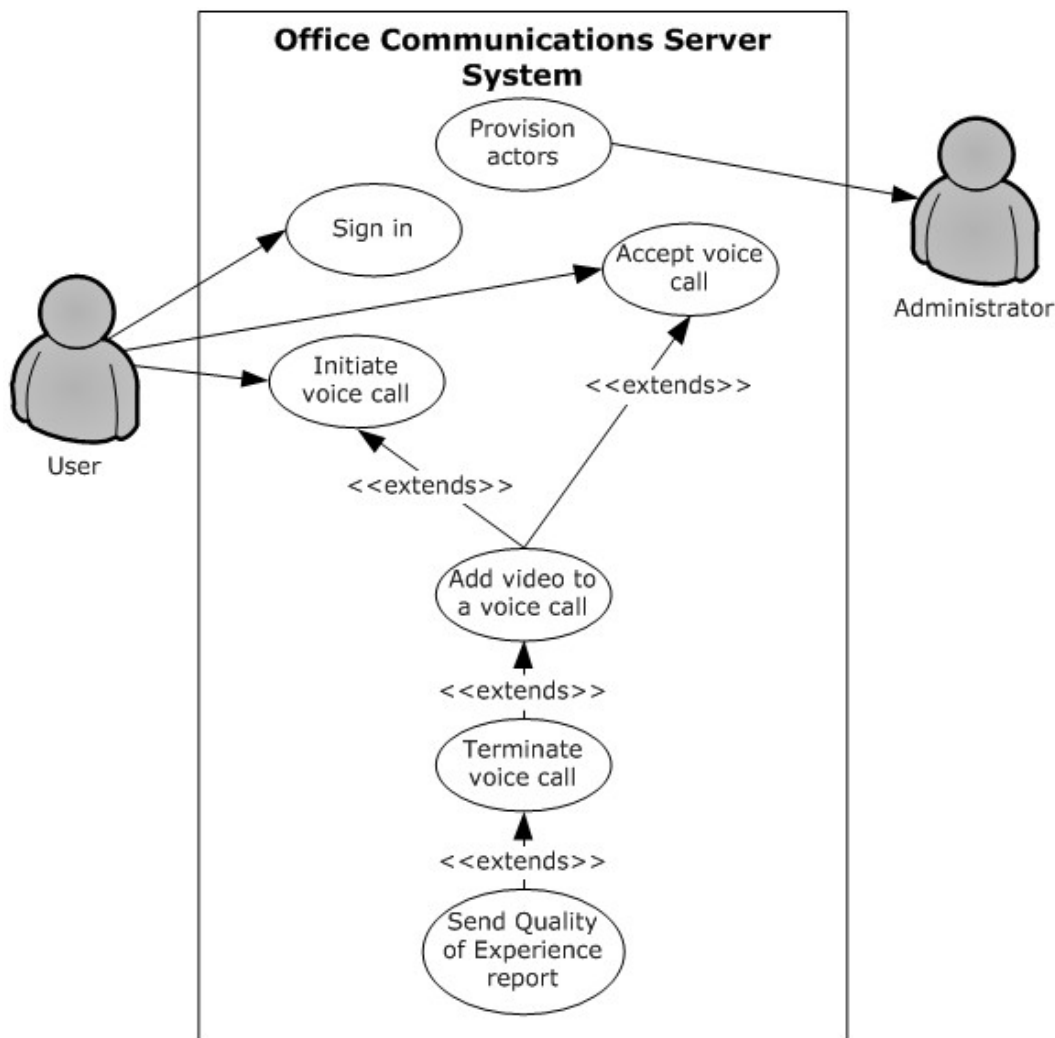 Office Communications Server
System
Provision
actors
Sign in
Accept voice
call
Administrator
Initiate
voice call
<<extends>>
User
<<extends>>
Add video to
a voice call
<<extends>>
Terminate
voice call
<<extends>>
Send Quality
of Experience
report